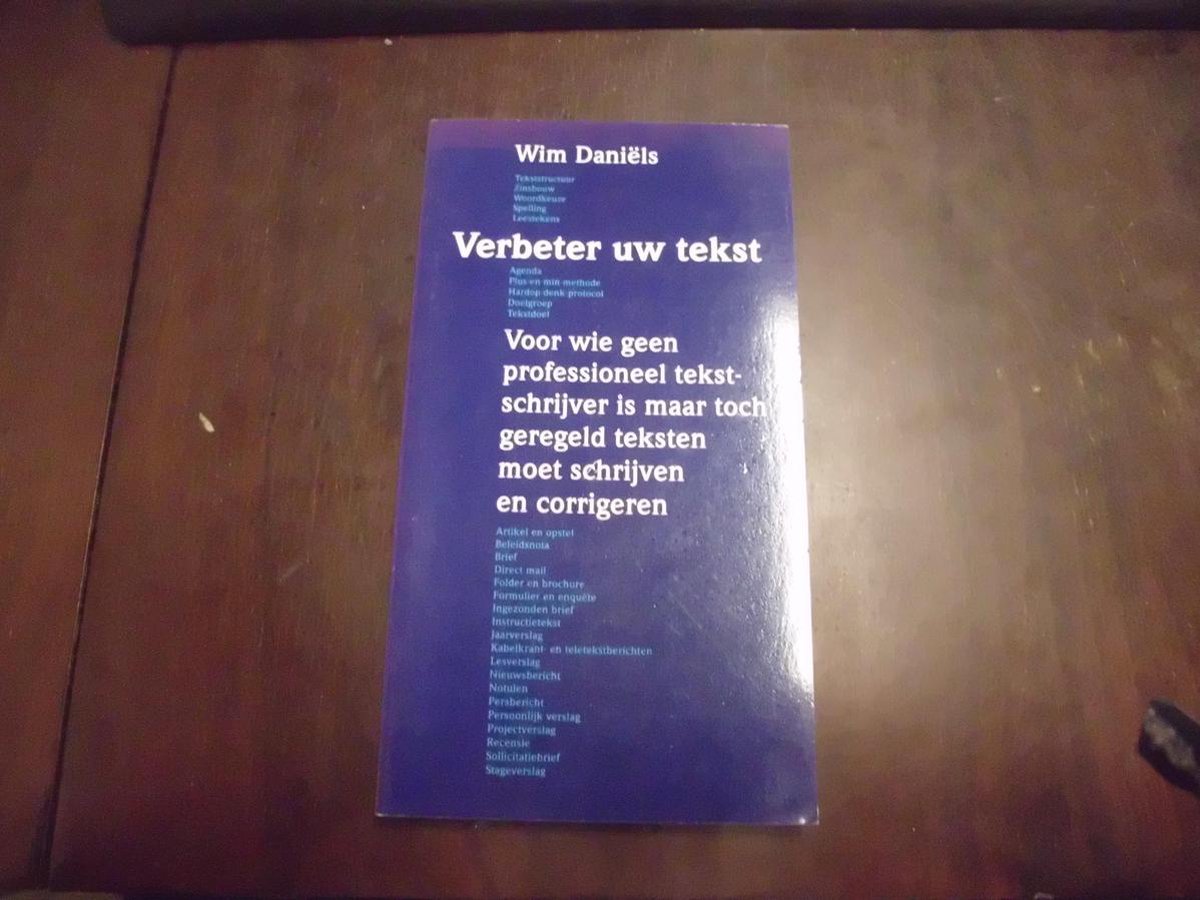 Wim Daniëls
Tekststructuur
Zinsbouw
Woordkeuze
Spelling
Leestekens
Verbeter uw tekst
Agenda
Plus en min methode
Hardop denk protocol
Doelgroep
Tekstdoel
Voor wie geen
professioneel tekst-
schrijver is maar toch
geregeld teksten
moet schrijven
en corrigeren
Artikel en opstel
Beleidsnota
Brief
Direct mail
Folder en brochure
Formulier en enquête
Ingezonden brief
Instructietekst
Jaarverslag
Kabelkrant- en teletekstberichten
Lesverslag
Nieuwsbericht
Notulen
Persbericht
Persoonlijk verslag
Projectverslag
Recensie
Sollicitatiebrief
Stageverslag